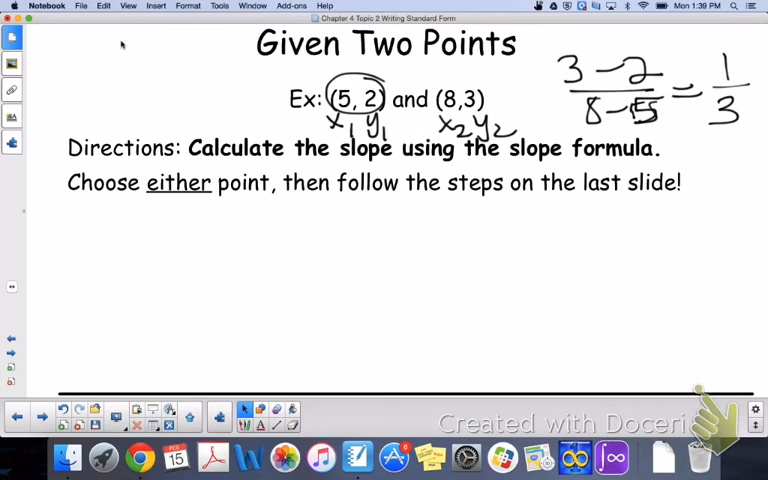 Notebook File Edit View Insert Format Tools Window Add-ons Help Mon 1:39 PM
Chapter 4 Topic 2 Writing Standard Form
Given Two Points
Ex: (5, 2) and (8,3)
x1 y1 x2 y2
3-2
8-5
=
1
3
Directions: Calculate the slope using the slope formula.
Choose either point, then follow the steps on the last slide!
Created with Doceri
FEB
15
6